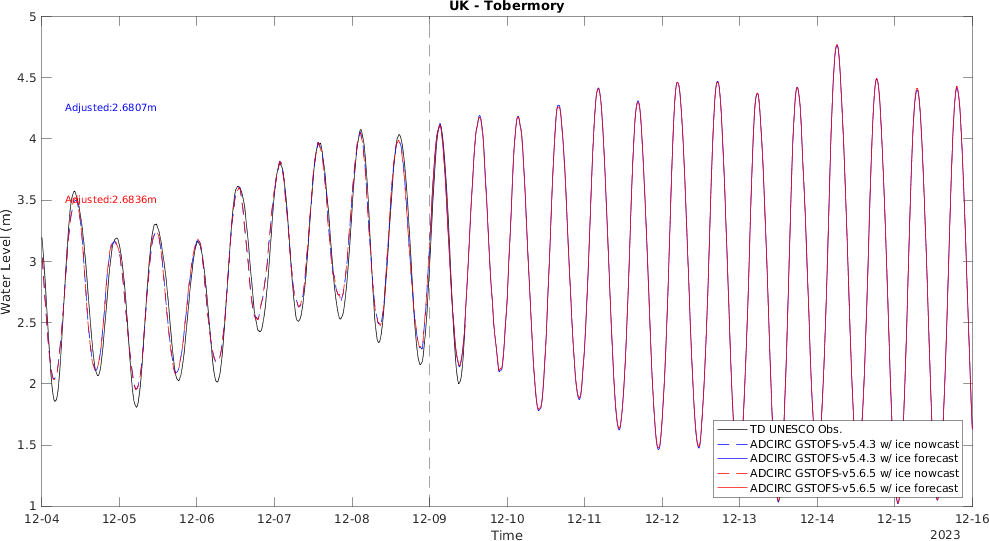 UK - Tobermory
Water Level (m)
5
4.5
4
3.5
3
2.5
2
1.5
1
Adjusted:2.6807m
Adjusted:2.6836m
TD UNESCO Obs.
ADCIRC GSTOFS-v5.4.3 w/ ice nowcast
ADCIRC GSTOFS-v5.4.3 w/ ice forecast
ADCIRC GSTOFS-v5.6.5 w/ ice nowcast
ADCIRC GSTOFS-v5.6.5 w/ ice forecast
12-04 12-05 12-06 12-07 12-08 12-09 12-10 12-11 12-12 12-13 12-14 12-15 12-16
Time
2023